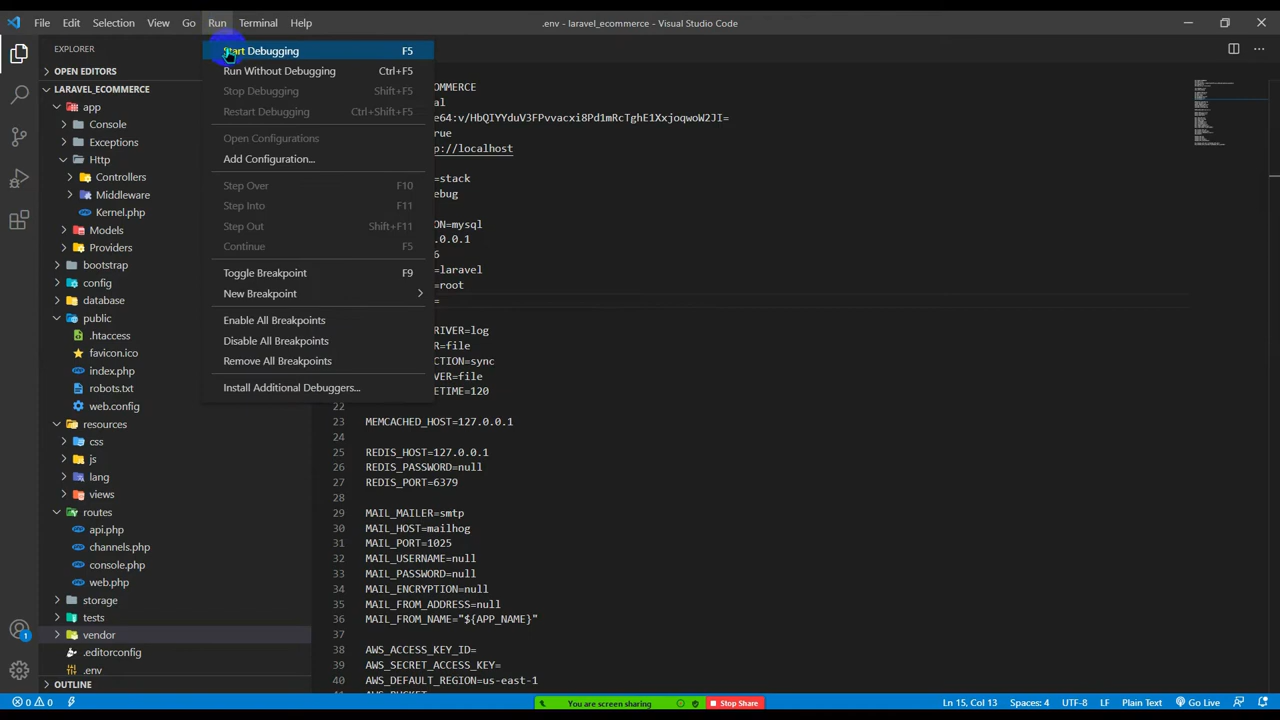 File Edit Selection View Go Run Terminal Help
.env - laravel_ecommerce - Visual Studio Code
EXPLORER
OPEN EDITORS
LARAVEL_ECOMMERCE
app
Console
Exceptions
Http
Controllers
Middleware
Kernel.php
Models
Providers
bootstrap
config
database
public
.htaccess
favicon.ico
index.php
robots.txt
web.config
resources
css
js
lang
views
routes
api.php
channels.php
console.php
web.php
storage
tests
vendor
.editorconfig
.env
OUTLINE
Start Debugging F5
Run Without Debugging Ctrl+F5
Stop Debugging Shift+F5
Restart Debugging Ctrl+Shift+F5
Open Configurations
Add Configuration...
Step Over F10
Step Into F11
Step Out Shift+F11
Continue F5
Toggle Breakpoint F9
New Breakpoint
Enable All Breakpoints
Disable All Breakpoints
Remove All Breakpoints
Install Additional Debuggers...
OMMERCE
al
e64:v/HbQIYYduV3FPvvacxi8Pd1mRcTghE1XxjoqwoW2JI=
rue
p://localhost
=stack
ebug
ON=mysql
.0.0.1
6
=laravel
=root
=
RIVER=log
R=file
CTION=sync
VER=file
ETIME=120
22
23 MEMCACHED_HOST=127.0.0.1
24
25 REDIS_HOST=127.0.0.1
26 REDIS_PASSWORD=null
27 REDIS_PORT=6379
28
29 MAIL_MAILER=smtp
30 MAIL_HOST=mailhog
31 MAIL_PORT=1025
32 MAIL_USERNAME=null
33 MAIL_PASSWORD=null
34 MAIL_ENCRYPTION=null
35 MAIL_FROM_ADDRESS=null
36 MAIL_FROM_NAME="${APP_NAME}"
37
38 AWS_ACCESS_KEY_ID=
39 AWS_SECRET_ACCESS_KEY=
40 AWS_DEFAULT_REGION=us-east-1
1
0 0
You are screen sharing Stop Share
Ln 15, Col 13 Spaces: 4 UTF-8 LF Plain Text Go Live